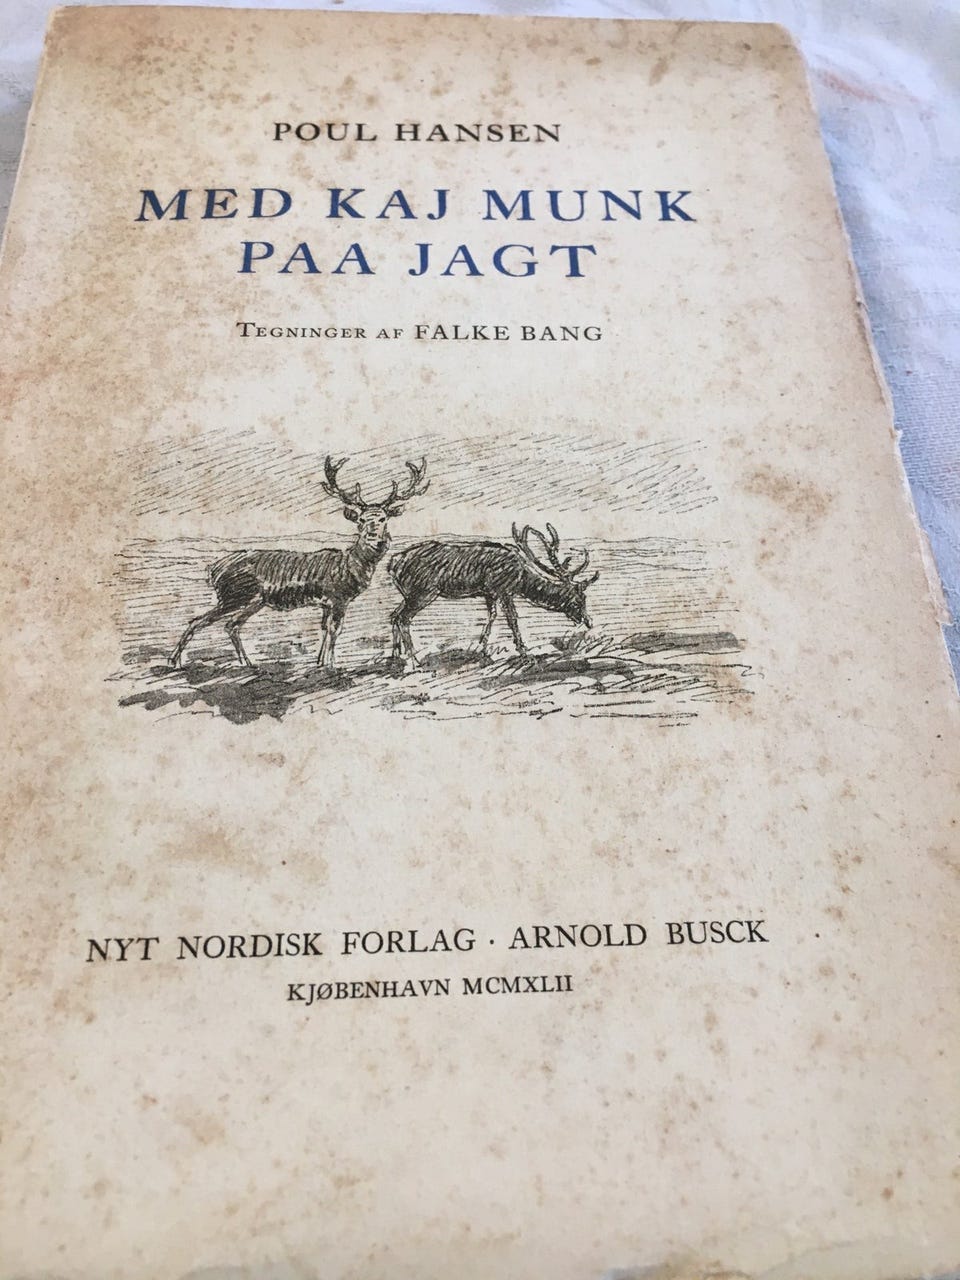 POUL HANSEN
MED KAJ MUNK
PAA JAGT
TEGNINGER AF FALKE BANG
NYT NORDISK FORLAG · ARNOLD BUSCK
KJØBENHAVN MCMXLII